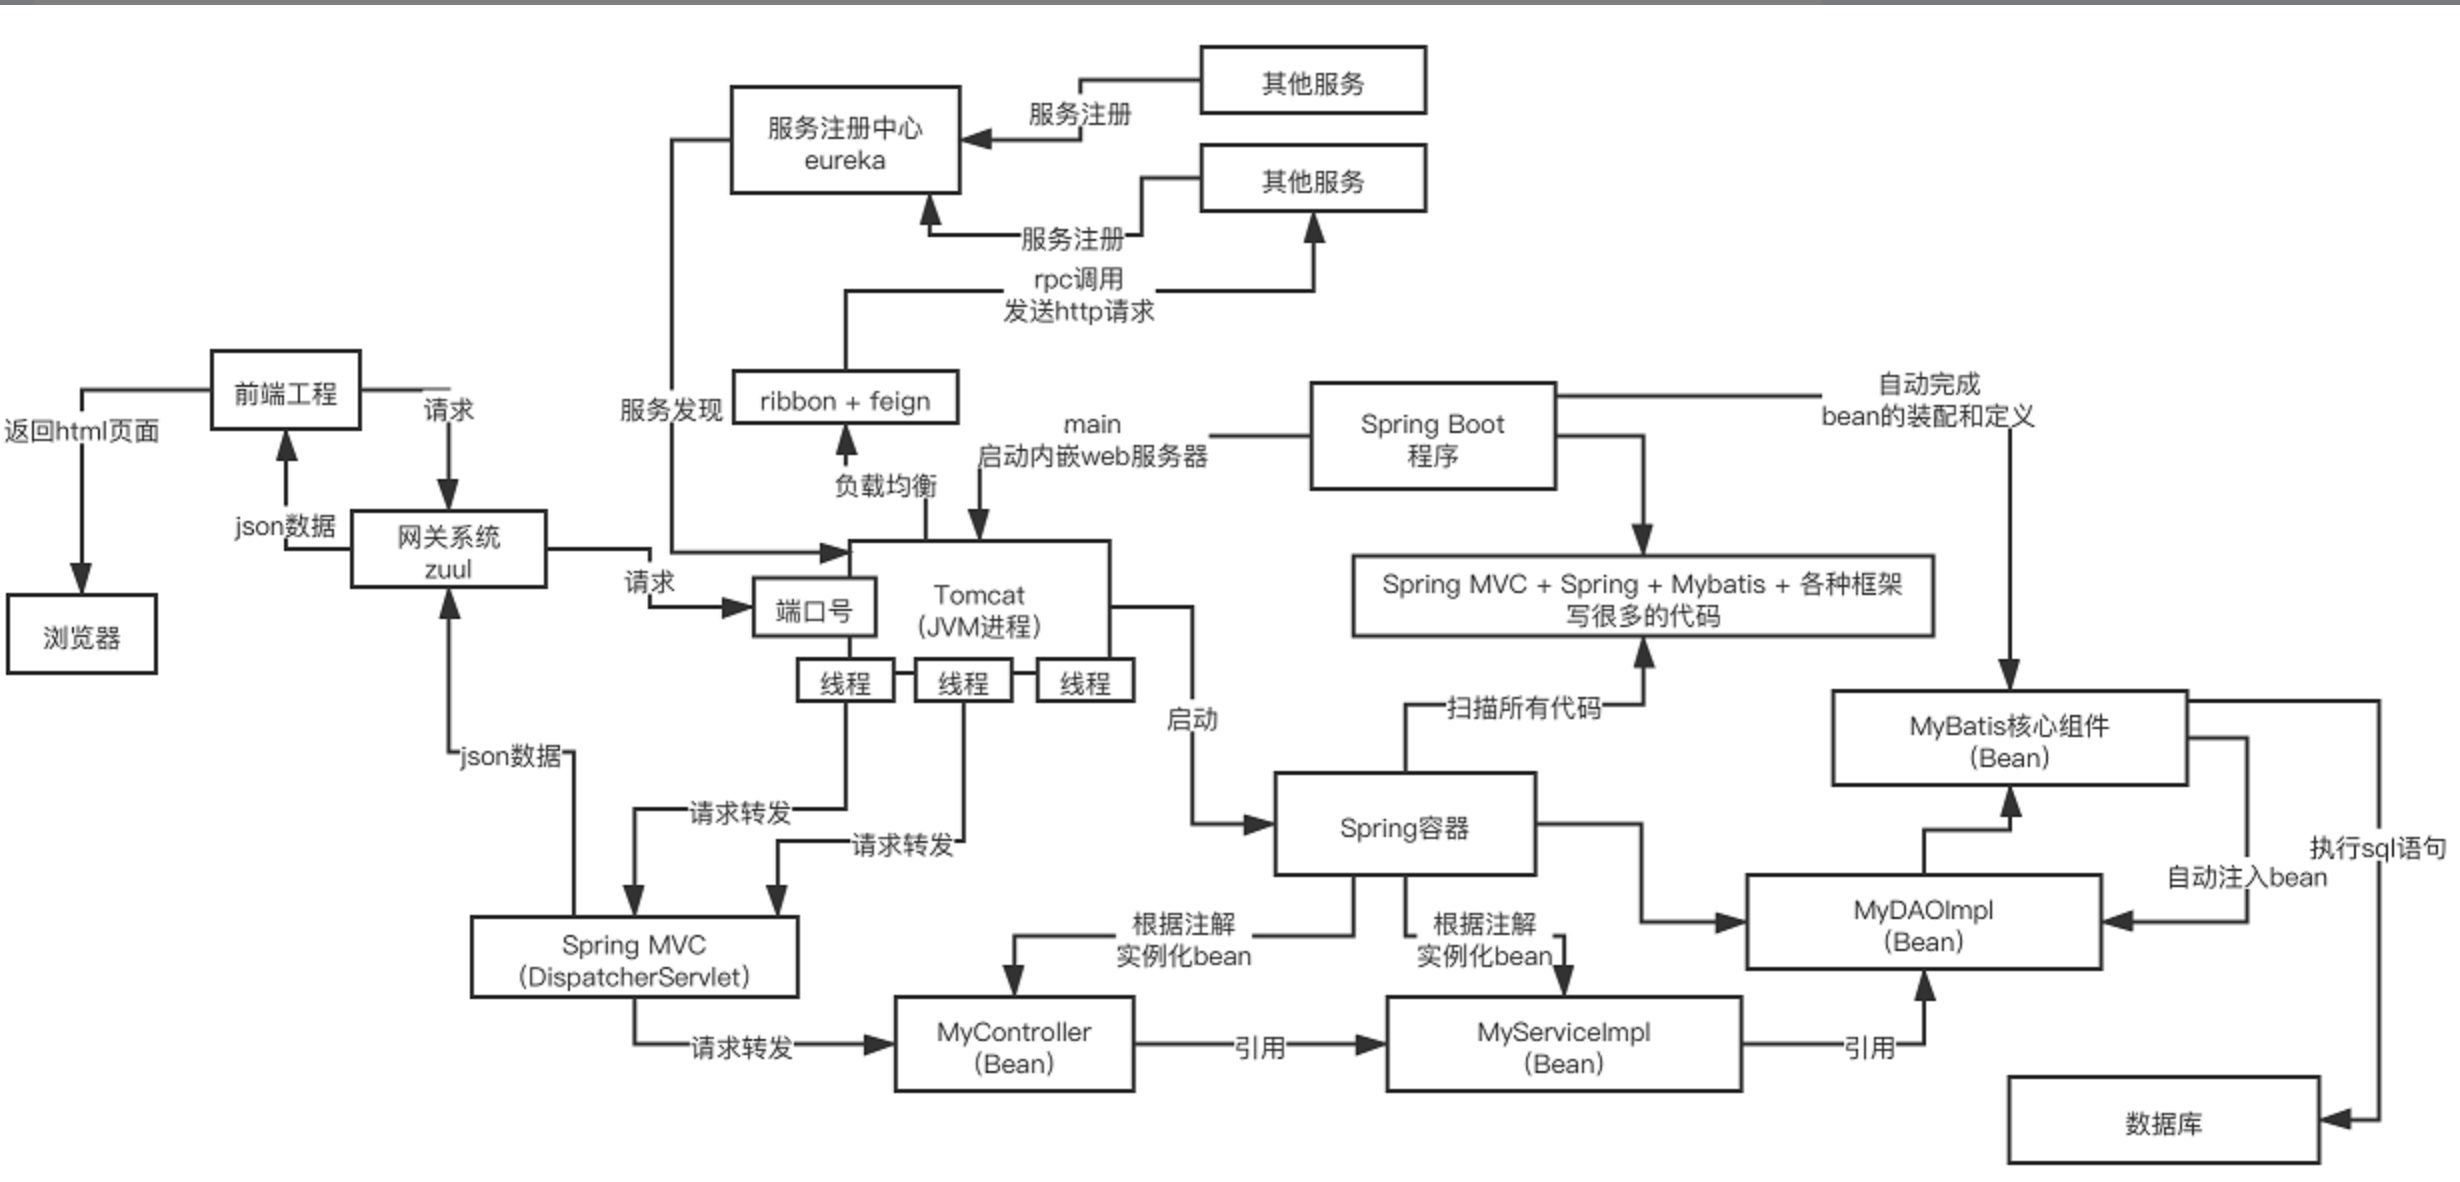 其他服务
服务注册
服务注册中心
eureka
其他服务
服务注册
rpc调用
发送http请求
前端工程
请求
返回html页面
服务发现
ribbon + feign
负载均衡
main
启动内嵌web服务器
Spring Boot
程序
自动完成
bean的装配和定义
json数据
网关系统
zuul
请求
端口号
Tomcat
(JVM进程)
Spring MVC + Spring + Mybatis + 各种框架
写很多的代码
浏览器
线程
线程
线程
启动
扫描所有代码
MyBatis核心组件
(Bean)
json数据
请求转发
请求转发
Spring容器
执行sql语句
自动注入bean
根据注解
实例化bean
根据注解
实例化bean
MyDAOImpl
(Bean)
Spring MVC
(DispatcherServlet)
请求转发
MyController
(Bean)
引用
MyServiceImpl
(Bean)
引用
数据库